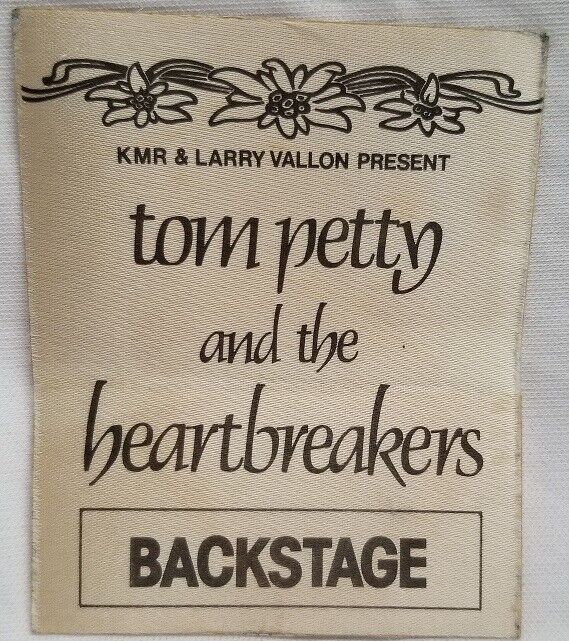 KMR & LARRY VALLON PRESENT
tom petty
and the
heartbreakers
BACKSTAGE